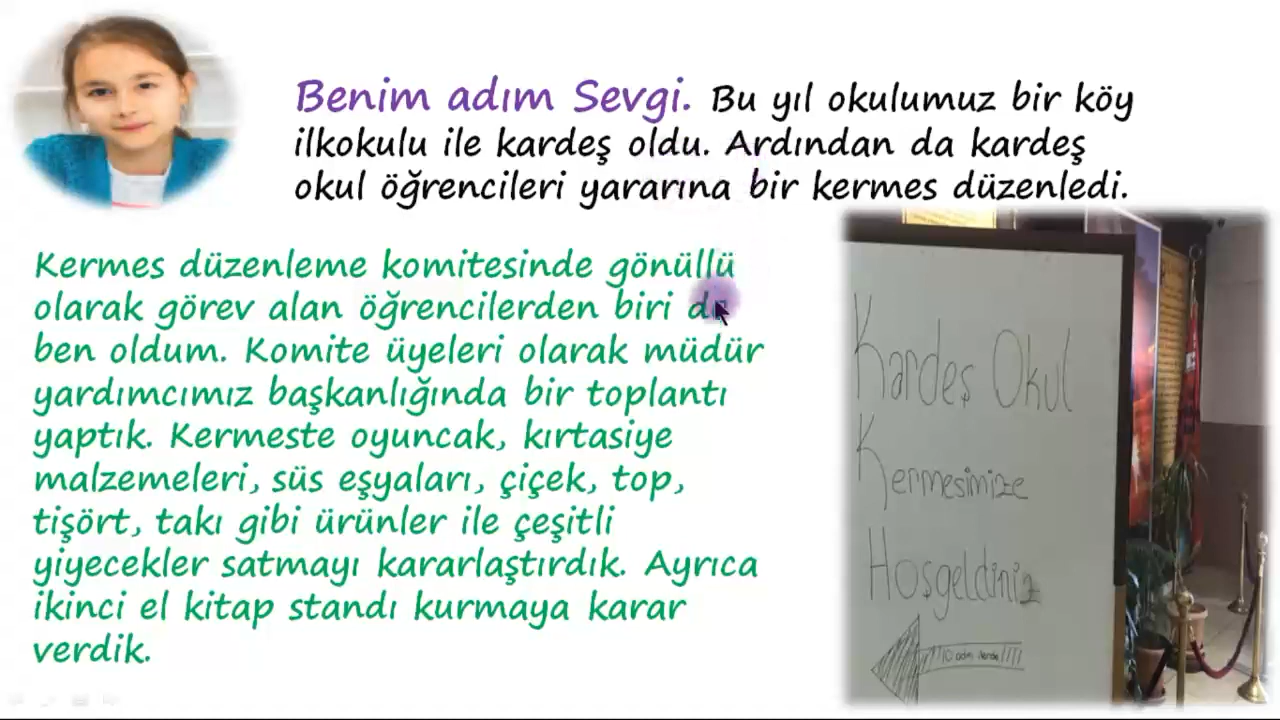 Benim adım Sevgi. Bu yıl okulumuz bir köy
ilkokulu ile kardeş oldu. Ardından da kardeş
okul öğrencileri yararına bir kermes düzenledi.
Kermes düzenleme komitesinde gönüllü
olarak görev alan öğrencilerden biri de
ben oldum. Komite üyeleri olarak müdür
yardımcımız başkanlığında bir toplantı
yaptık. Kermeste oyuncak, kırtasiye
malzemeleri, süs eşyaları, çiçek, top,
tişört, takı gibi ürünler ile çeşitli
yiyecekler satmayı kararlaştırdık. Ayrıca
ikinci el kitap standı kurmaya karar
verdik.
Kardeş Okul
Kermesimize
Hoşgeldiniz
10 adım ilerde